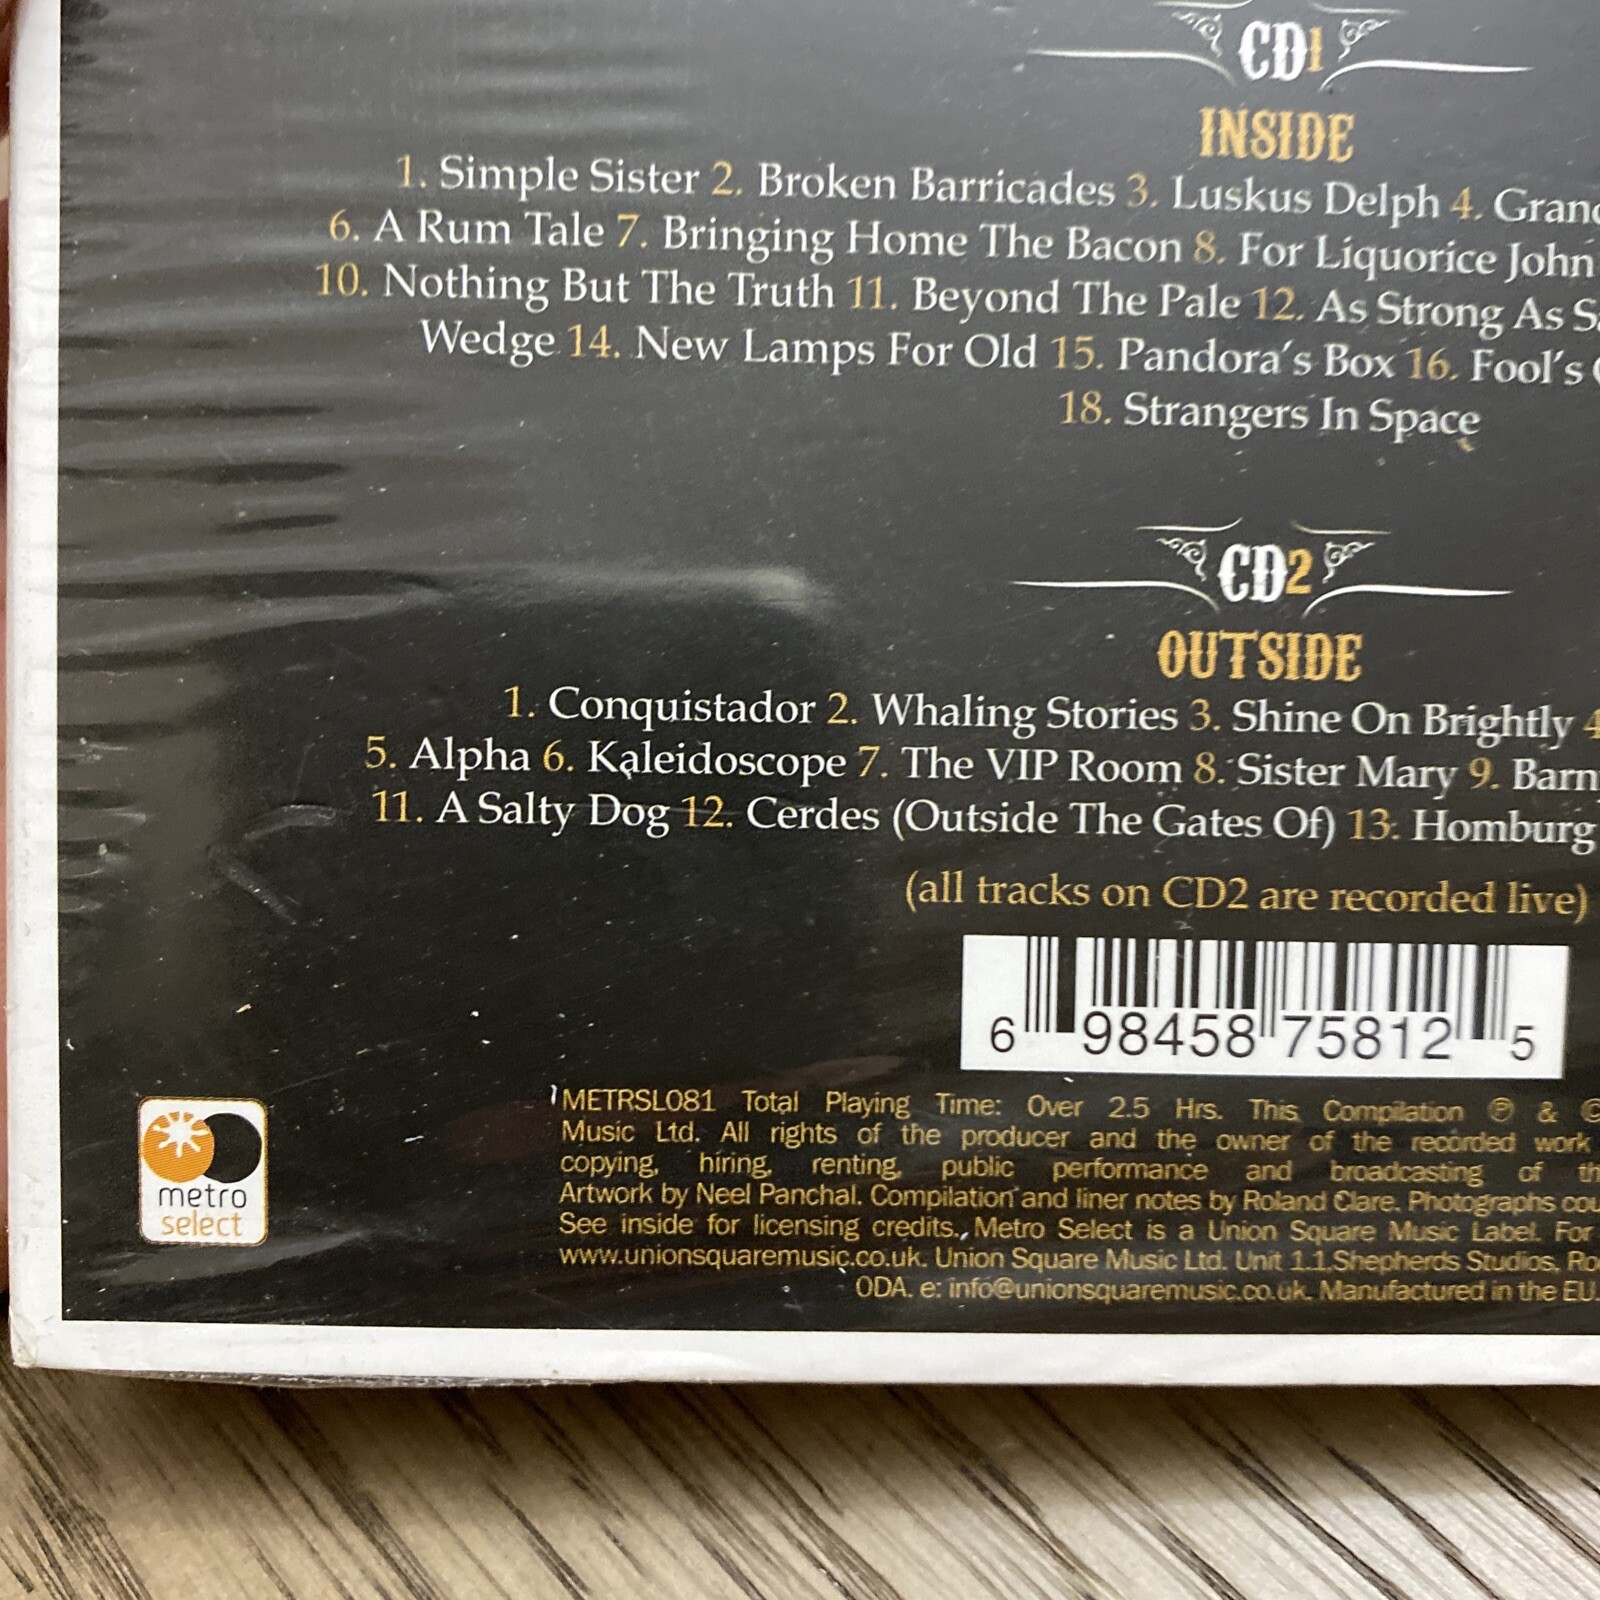 CD1
INSIDE
1. Simple Sister 2. Broken Barricades 3. Luskus Delph 4.
6. A Rum Tale 7. Bringing Home The Bacon 8. For Liquorice John
10. Nothing But The Truth 11. Beyond The Pale 12. As Strong As
Wedge 14. New Lamps For Old 15. Pandora's Box 16. Fool's
18. Strangers In Space
CD2
OUTSIDE
1. Conquistador 2. Whaling Stories 3. Shine On Brightly 4
5. Alpha 6. Kaleidoscope 7. The VIP Room 8. Sister Mary 9.
11. A Salty Dog 12. Cerdes (Outside The Gates Of) 13. Homburg
(all tracks on CD2 are recorded live)
6 98458 75812 5
METRSL081 Total Playing Time: Over 2.5 Hrs. This Compilation ℗ & ©
Music Ltd. All rights of the producer and the owner of the recorded work
copying, hiring, renting, public performance and broadcasting of
Artwork by Neel Panchal. Compilation and liner notes by Roland Clare. Photographs
See inside for licensing credits. Metro Select is a Union Square Music Label. For
www.unionsquaremusic.co.uk. Union Square Music Ltd. Unit 1.1.Shepherds Studios,
0DA. e: info@unionsquaremusic.co.uk. Manufactured in the EU.
metro
select